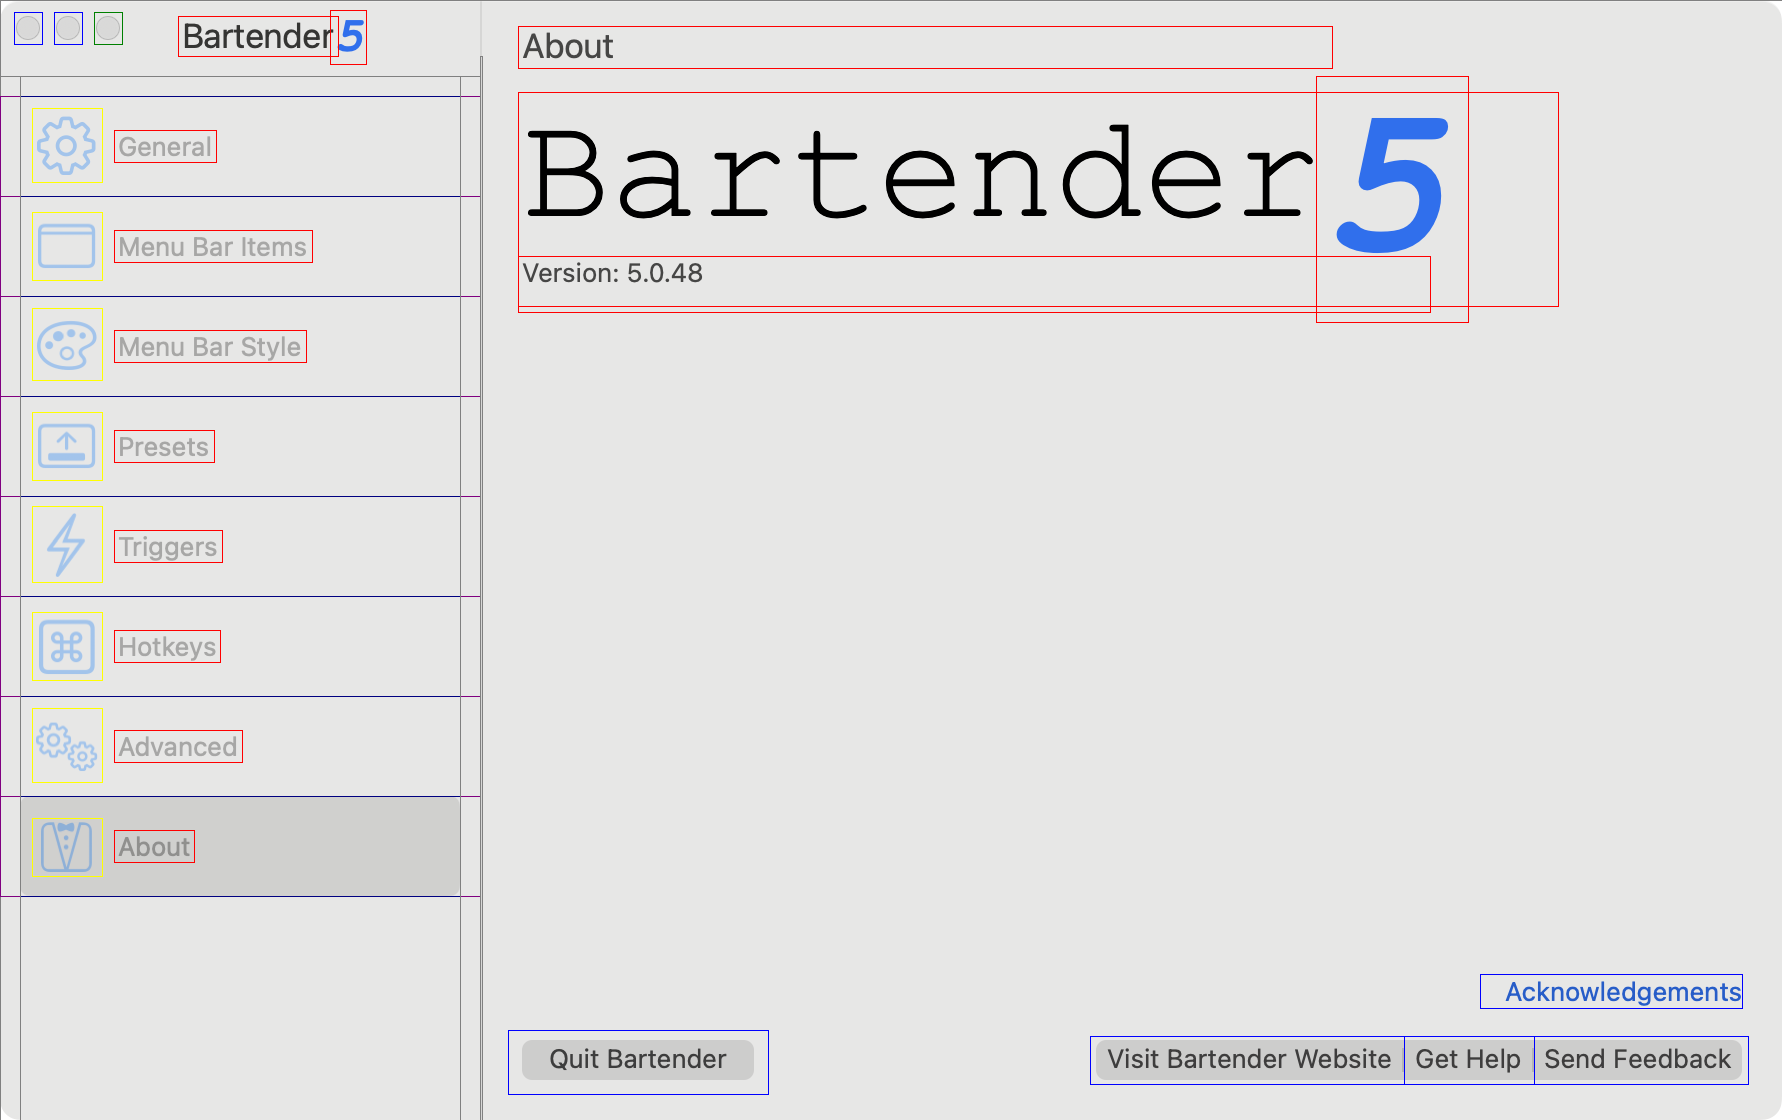 Bartender 5
General
Menu Bar Items
Menu Bar Style
Presets
Triggers
Hotkeys
Advanced
About
About
Bartender 5
Version: 5.0.48
Acknowledgements
Quit Bartender
Visit Bartender Website
Get Help
Send Feedback